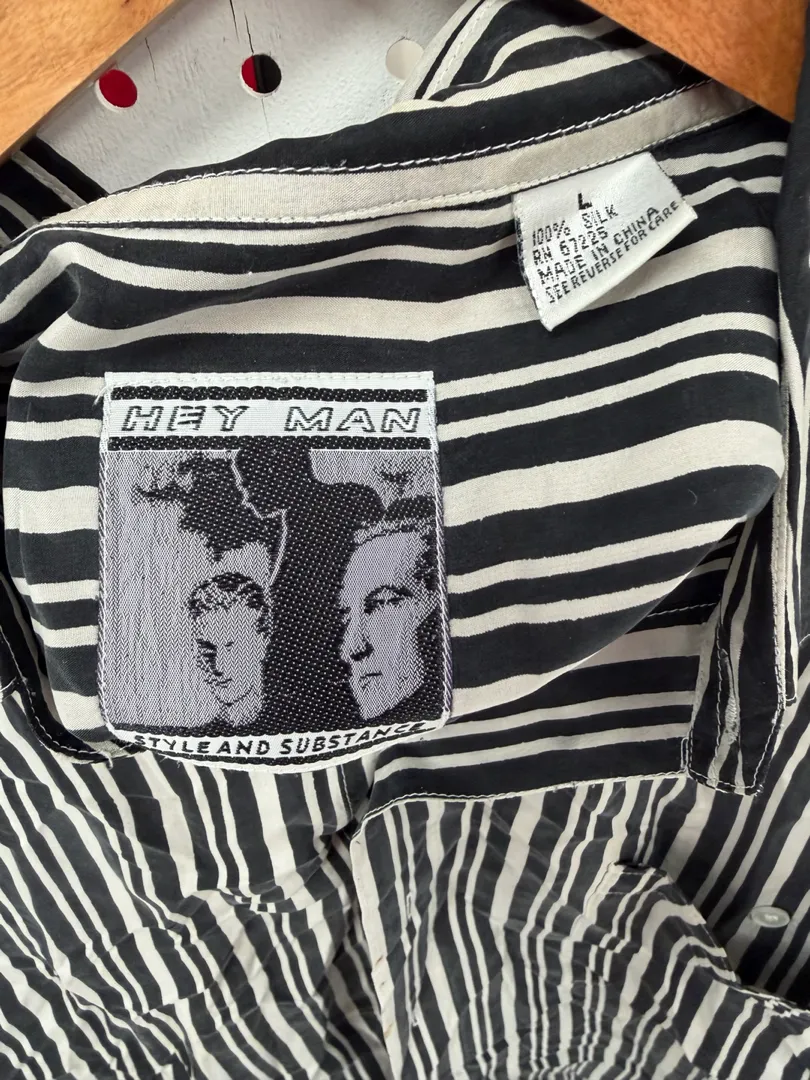 L
100% SILK
RN 67225
MADE IN CHINA
SEE REVERSE FOR CARE
HEY MAN
STYLE AND SUBSTANCE